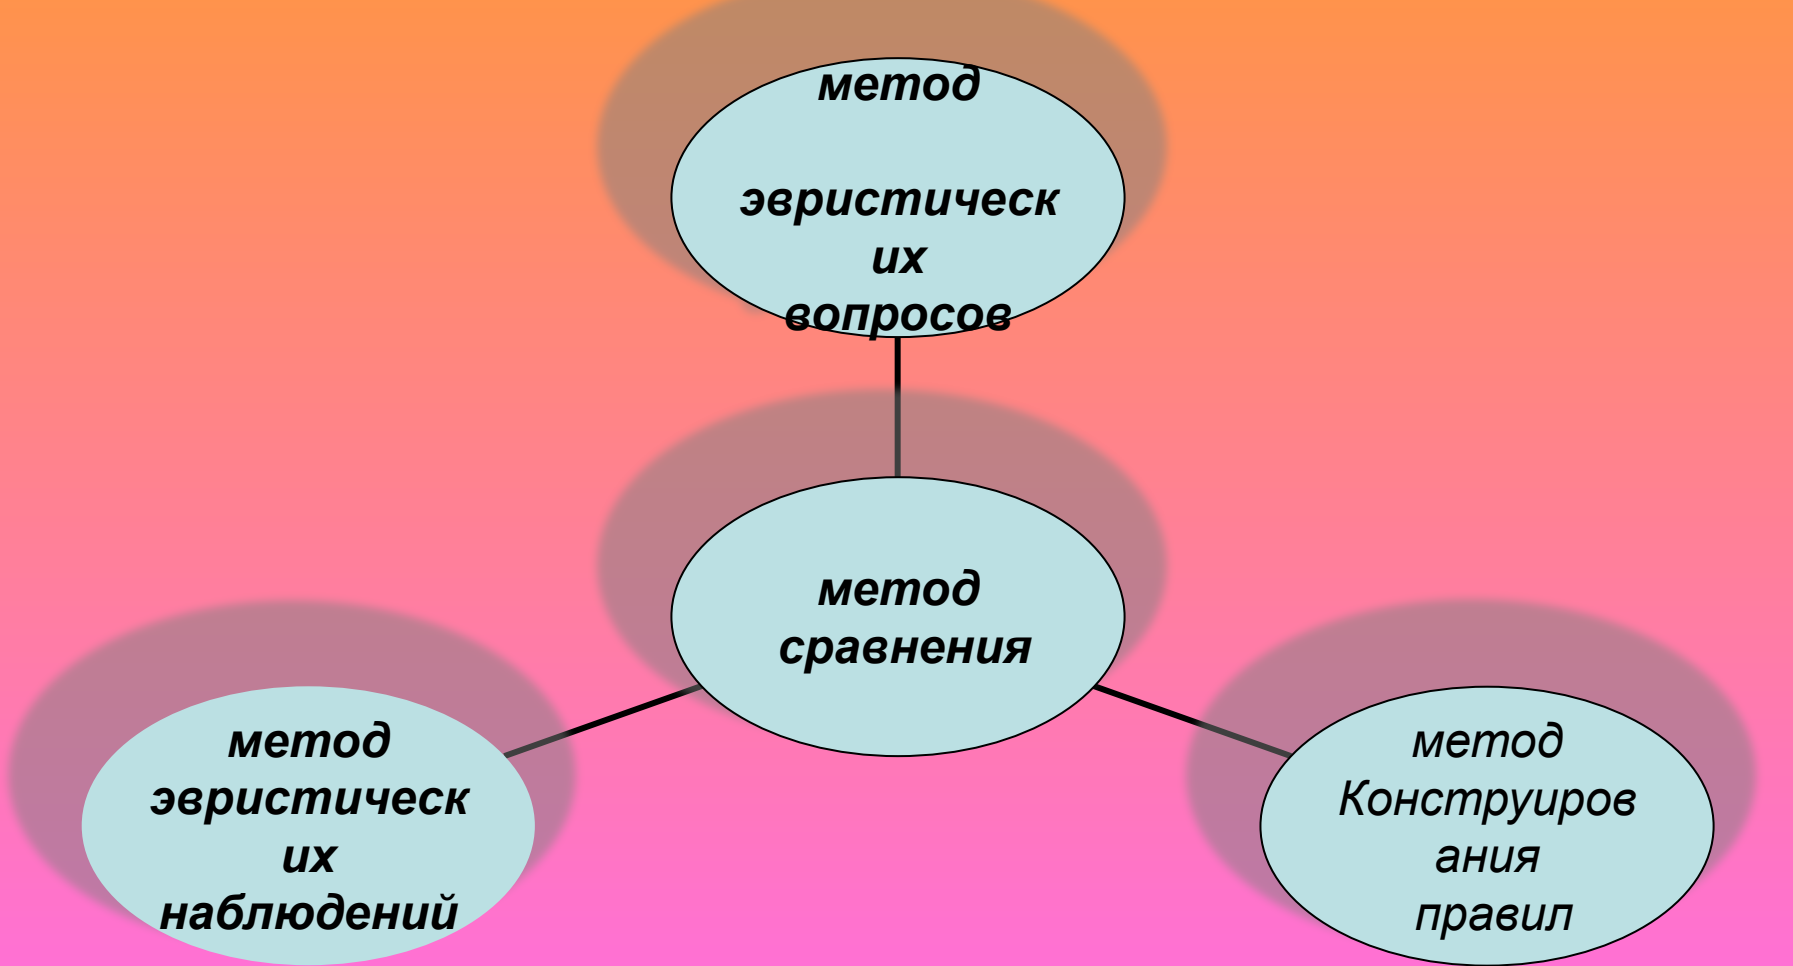 метод
эвристическ
их
вопросов
метод
сравнения
метод
эвристическ
их
наблюдений
метод
Конструиров
ания
правил